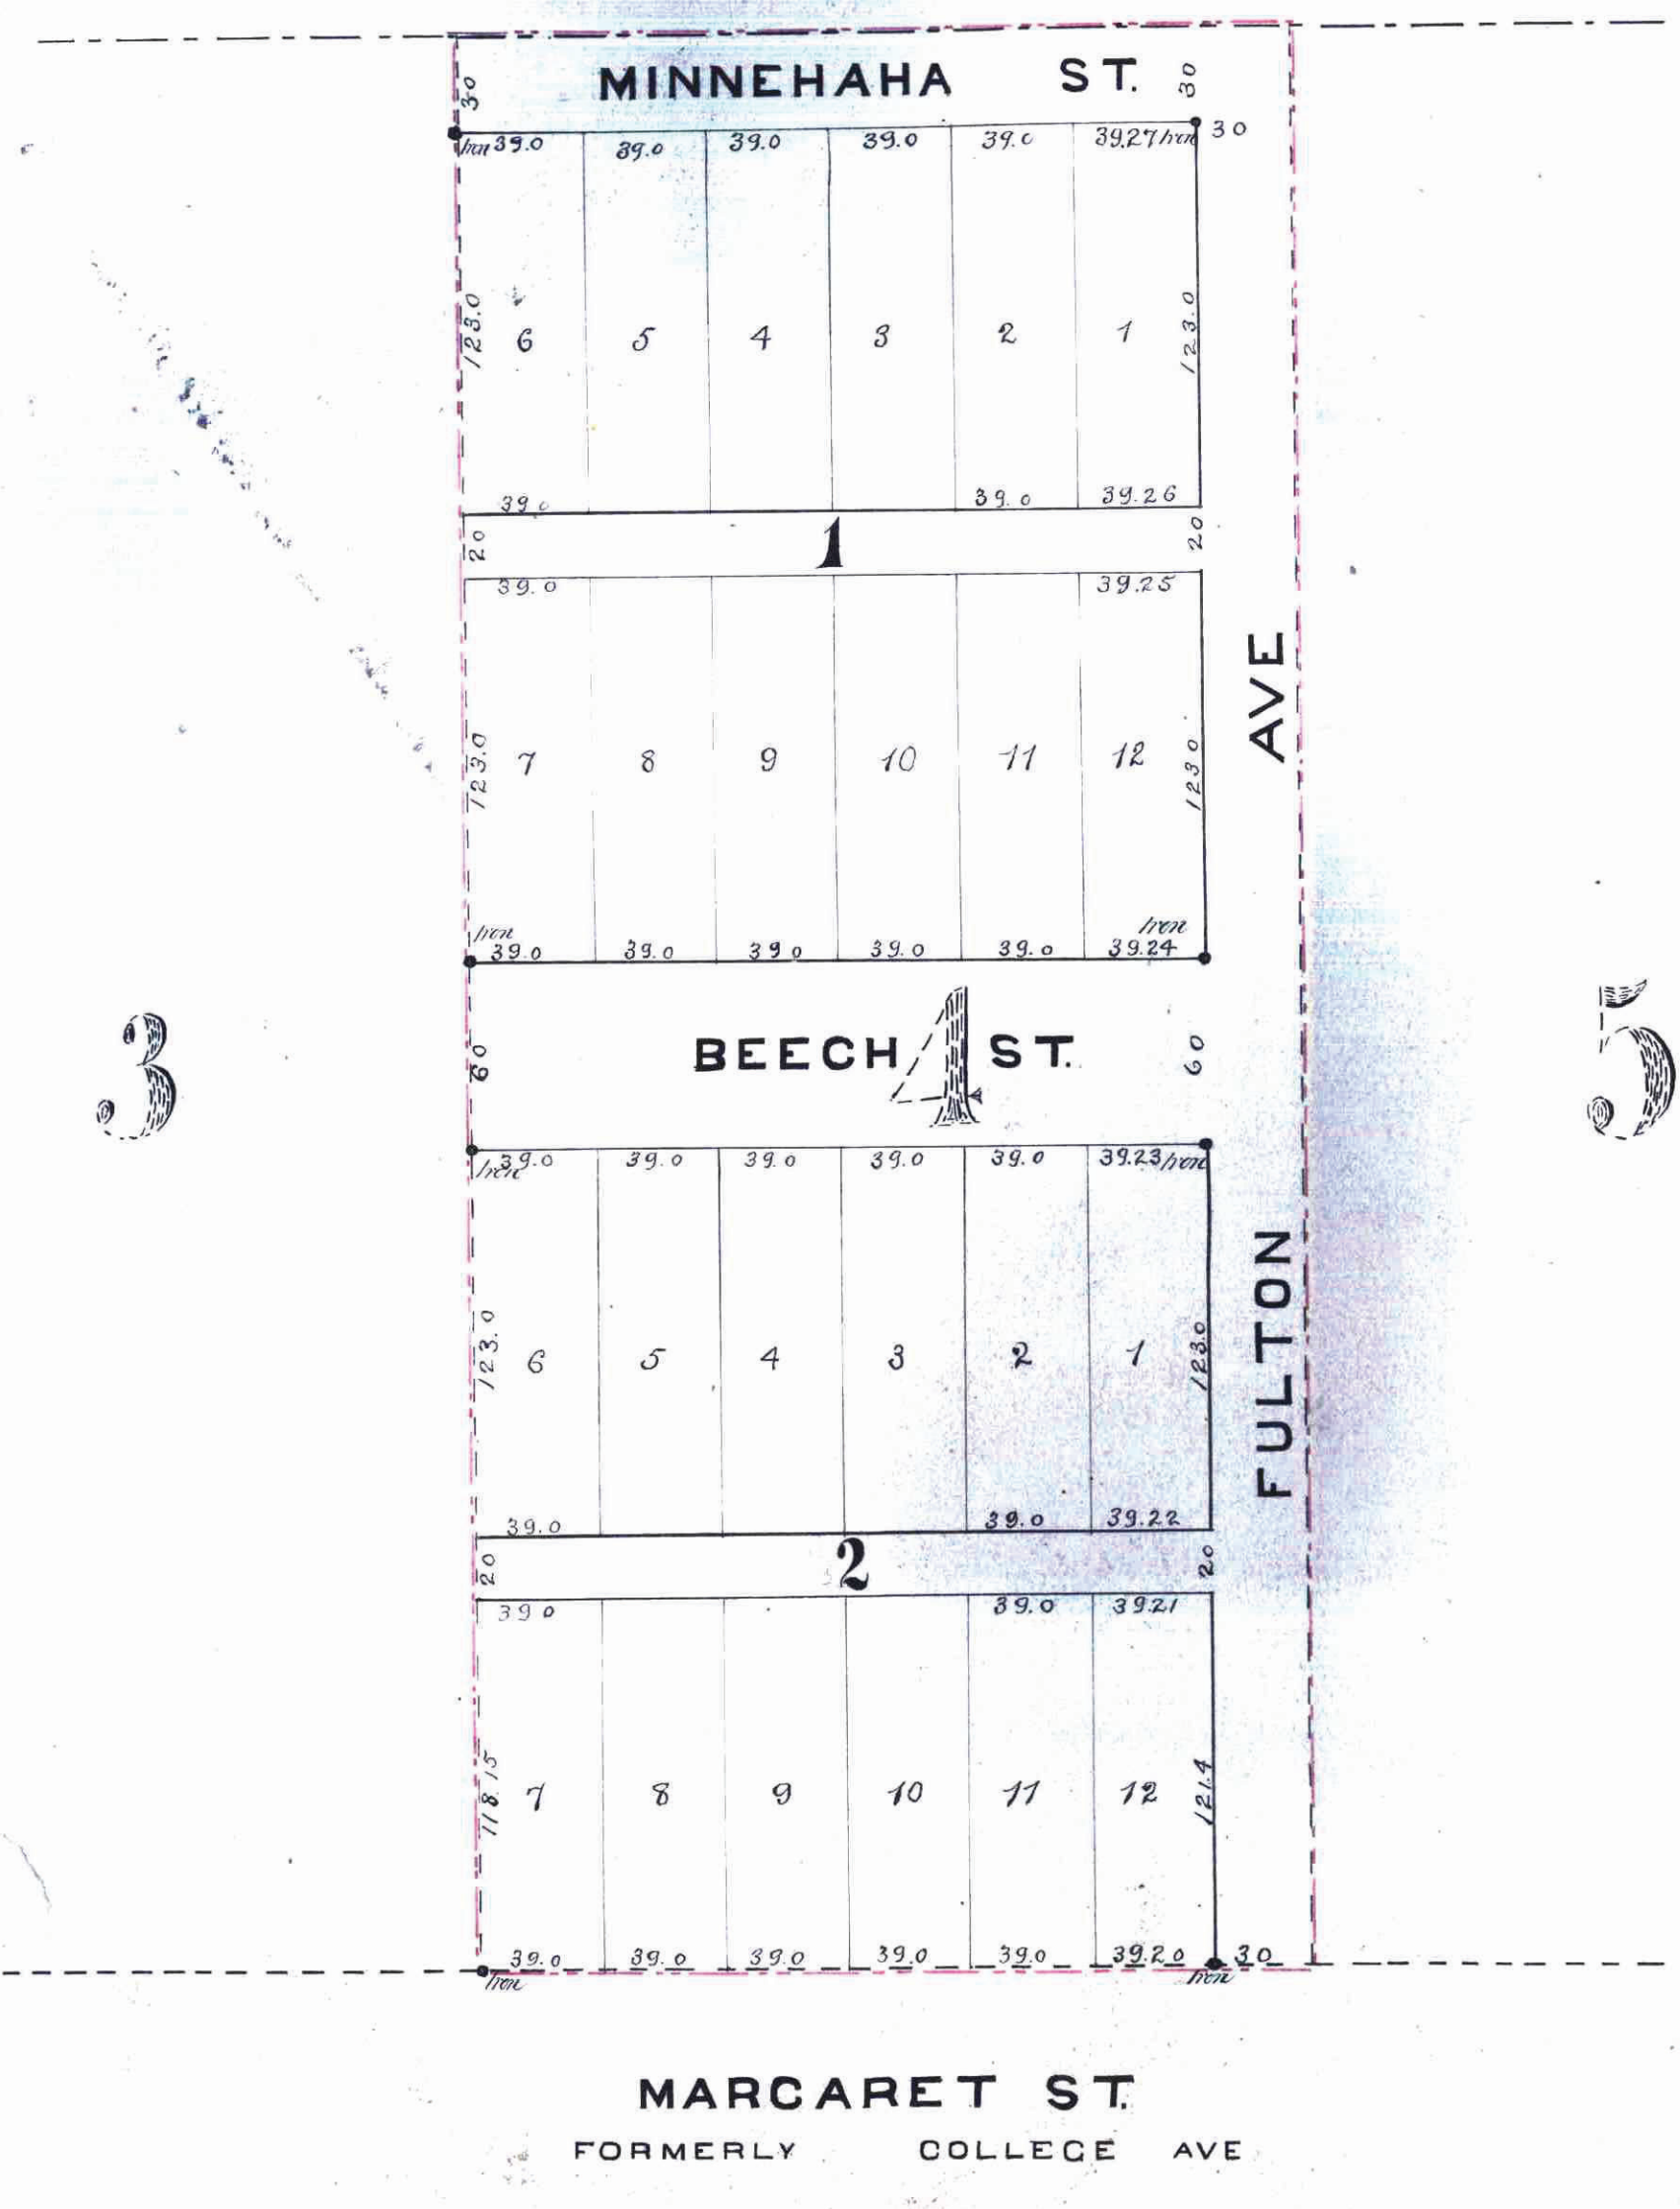 MINNEHAHA ST.
30 30
Iron 39.0 39.0 39.0 39.0 39.0 39.27 Iron 30
123.0 6 5 4 3 2 1 123.0
39.0 39.0 39.26
20 1 20
39.0 39.25
AVE
123.0 7 8 9 10 11 12 123.0
Iron Iron
39.0 39.0 39.0 39.0 39.0 39.24
3 60 BEECH 4 ST. 60 5
39.0 39.0 39.0 39.0 39.0 39.23 Iron
Iron
FULTON
123.0 6 5 4 3 2 1 123.0
39.0 39.0 39.22
20 2 20
39.0 39.0 39.21
118.15 7 8 9 10 11 12 121.4
39.0 39.0 39.0 39.0 39.0 39.20 30
Iron Iron
MARGARET ST.
FORMERLY COLLEGE AVE